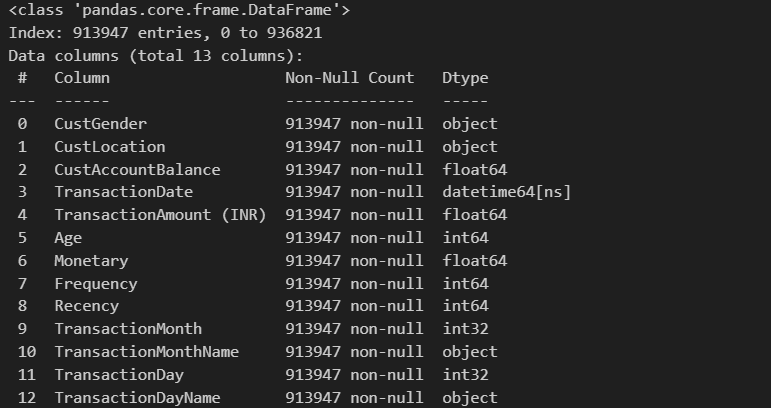 <class 'pandas.core.frame.DataFrame'>
Index: 913947 entries, 0 to 936821
Data columns (total 13 columns):
 #   Column                    Non-Null Count   Dtype
---  ------                    --------------   -----
 0   CustGender                913947 non-null  object
 1   CustLocation              913947 non-null  object
 2   CustAccountBalance        913947 non-null  float64
 3   TransactionDate           913947 non-null  datetime64[ns]
 4   TransactionAmount (INR)   913947 non-null  float64
 5   Age                       913947 non-null  int64
 6   Monetary                  913947 non-null  float64
 7   Frequency                 913947 non-null  int64
 8   Recency                   913947 non-null  int64
 9   TransactionMonth          913947 non-null  int32
 10  TransactionMonthName      913947 non-null  object
 11  TransactionDay            913947 non-null  int32
 12  TransactionDayName        913947 non-null  object